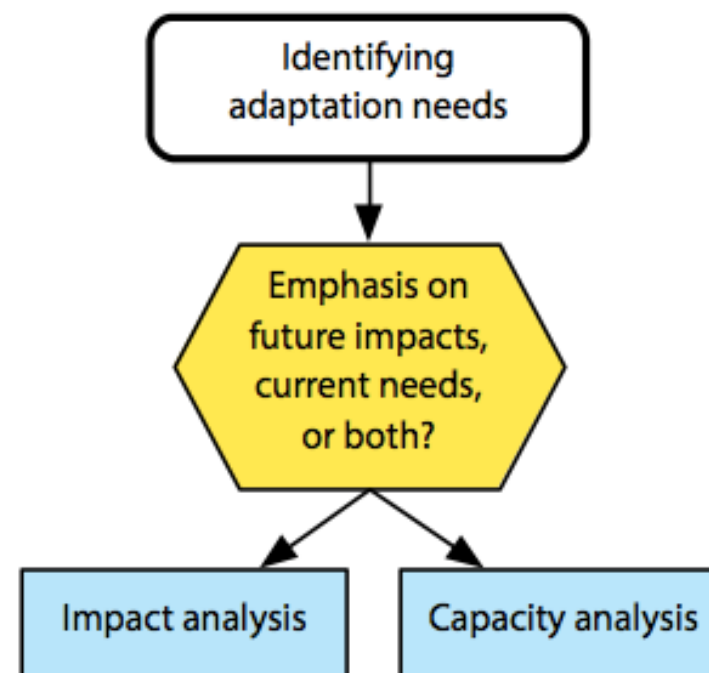 Identifying
adaptation needs
Emphasis on
future impacts,
current needs,
or both?
Impact analysis
Capacity analysis